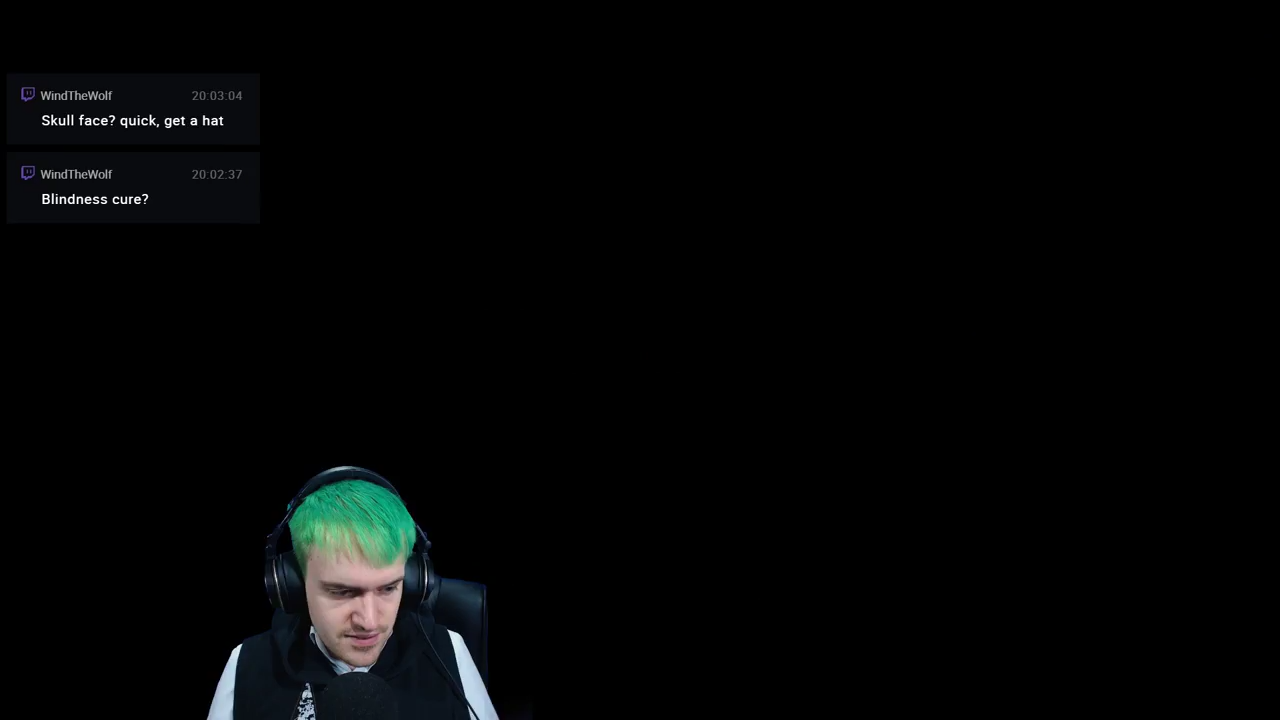 WindTheWolf 20:03:04
Skull face? quick, get a hat
WindTheWolf 20:02:37
Blindness cure?